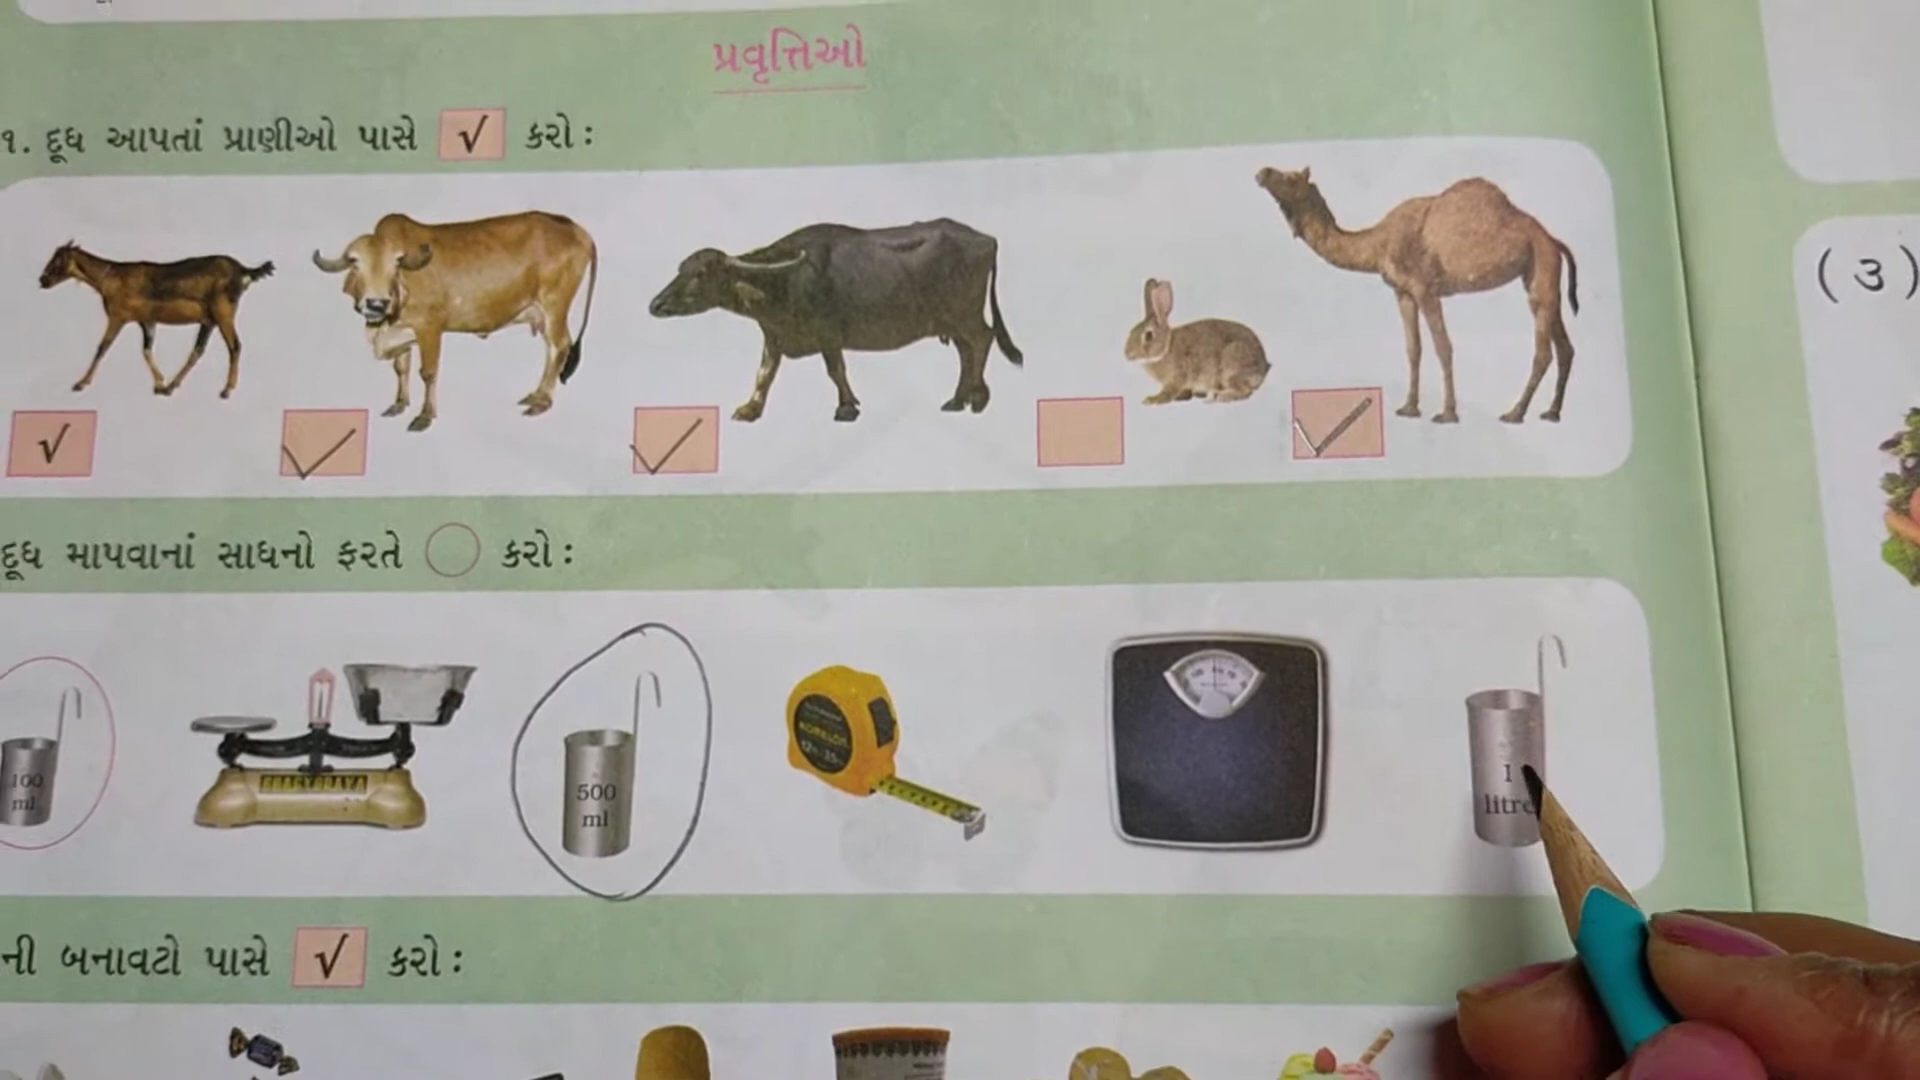 પ્રવૃત્તિઓ
૧. દૂધ આપતાં પ્રાણીઓ પાસે √ કરો :
(૩)
√
દૂધ માપવાનાં સાધનો ફરતે કરો :
100
ml
500
ml
1
litre
ની બનાવટો પાસે √ કરો :